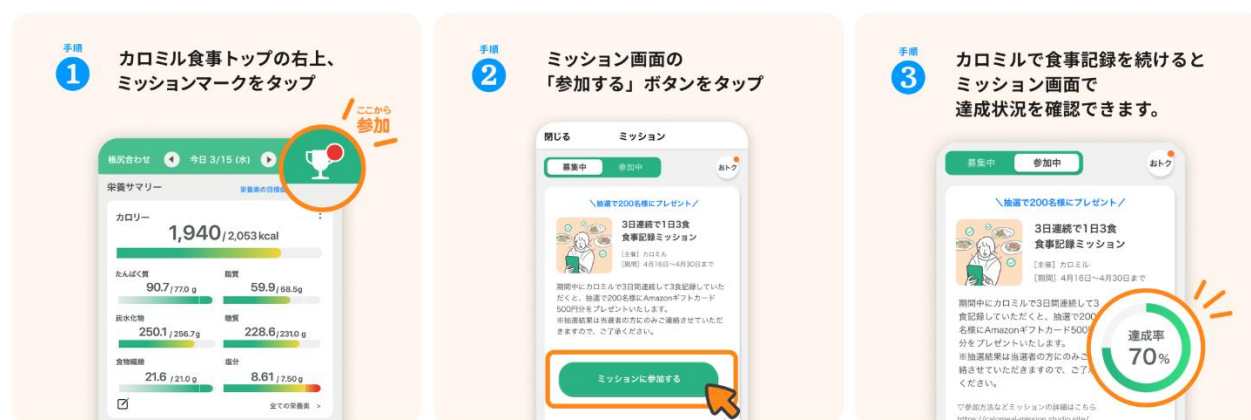 手順
1
カロミル食事トップの右上、
ミッションマークをタップ
ここから
参加
帳尻合わせ
今日 3/15 (水)
栄養サマリー
栄養素の目標
カロリー
1,940 / 2,053 kcal
たんぱく質
脂質
90.7 / 77.0 g
59.9 / 68.5g
炭水化物
糖質
250.1 / 256.7g
228.6 / 231.0 g
食物繊維
塩分
21.6 / 21.0 g
8.61 / 7.50 g
全ての栄養素 >
手順
2
ミッション画面の
「参加する」ボタンをタップ
閉じる
ミッション
募集中
参加中
おトク
＼抽選で200名様にプレゼント／
3日連続で1日3食
食事記録ミッション
[主催] カロミル
[期間] 4月16日〜4月30日まで
期間中にカロミルで3日間連続して3食記録していた
だくと、抽選で200名様にAmazonギフトカード
500円分をプレゼントいたします。
※抽選結果は当選者の方にのみご連絡させていただ
きますので、ご了承ください。
ミッションに参加する
手順
3
カロミルで食事記録を続けると
ミッション画面で
達成状況を確認できます。
募集中
参加中
おトク
＼抽選で200名様にプレゼント／
3日連続で1日3食
食事記録ミッション
[主催] カロミル
[期間] 4月16日〜4月30日まで
期間中にカロミルで3日間連続して3
食記録していただくと、抽選で200
名様にAmazonギフトカード500
分をプレゼントいたします。
※抽選結果は当選者の方にのみご
絡させていただきますので、ご了
ください。
達成率
70%
▽参加方法などミッションの詳細はこちら
https://calomeal-mission.studio.site/